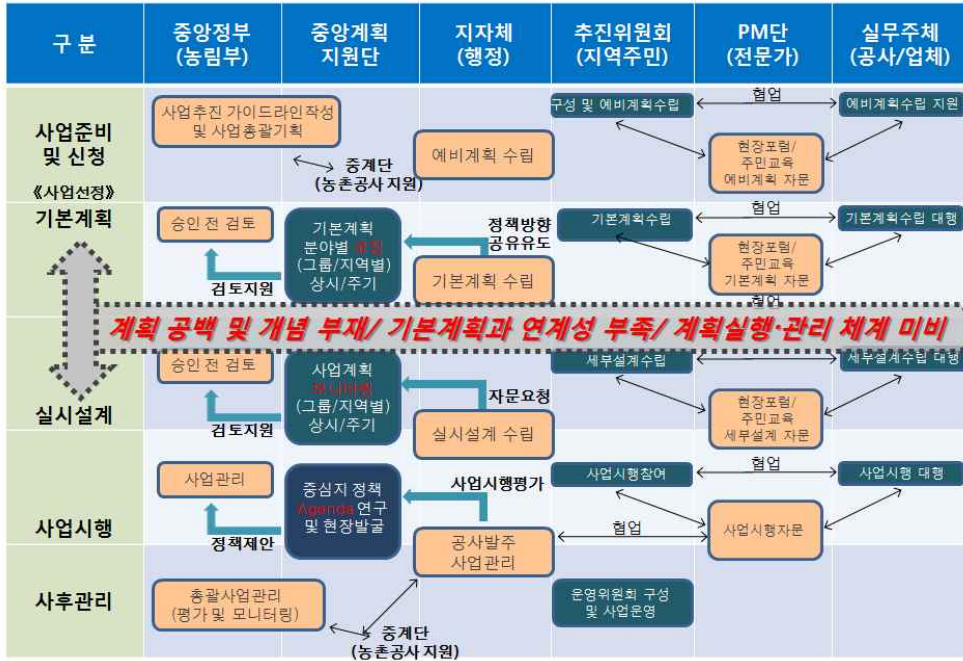 구 분
중앙정부
(농림부)
중앙계획
지원단
지자체
(행정)
추진위원회
(지역주민)
PM단
(전문가)
실무주체
(공사/업체)
사업준비
및 신청
《사업선정》
사업추진 가이드라인작성
및 사업총괄기획
중계단
(농촌공사 지원)
예비계획 수립
구성 및 예비계획수립
협업
예비계획수립 지원
현장포럼/
주민교육
예비계획 자문
기본계획
승인 전 검토
검토지원
기본계획
분야별
(그룹/지역별)
상시/주기
정책방향
공유유도
기본계획 수립
기본계획수립
협업
기본계획수립 대행
현장포럼/
주민교육
기본계획 자문
협업
계획 공백 및 개념 부재/ 기본계획과 연계성 부족/ 계획실행·관리 체계 미비
실시설계
승인 전 검토
검토지원
사업계획
모니터링
(그룹/지역별)
상시/주기
자문요청
실시설계 수립
세부설계수립
세부설계수립 대행
현장포럼/
주민교육
세부설계 자문
사업시행
사업관리
정책제안
중심지 정책
Aganda 연구
및 현장발굴
사업시행평가
공사발주
사업관리
협업
사업시행참여
협업
사업시행 대행
사업시행자문
사후관리
총괄사업관리
(평가 및 모니터링)
중계단
(농촌공사 지원)
운영위원회 구성
및 사업운영